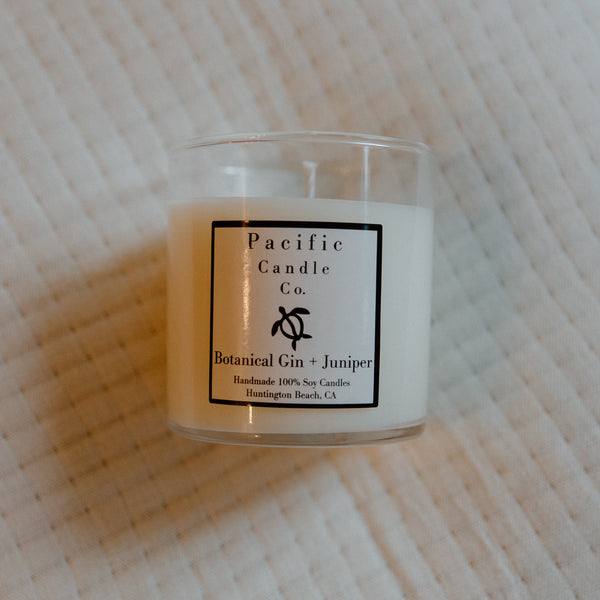 Pacific
Candle
Co.
Botanical Gin + Juniper
Handmade 100% Soy Candles
Huntington Beach, CA